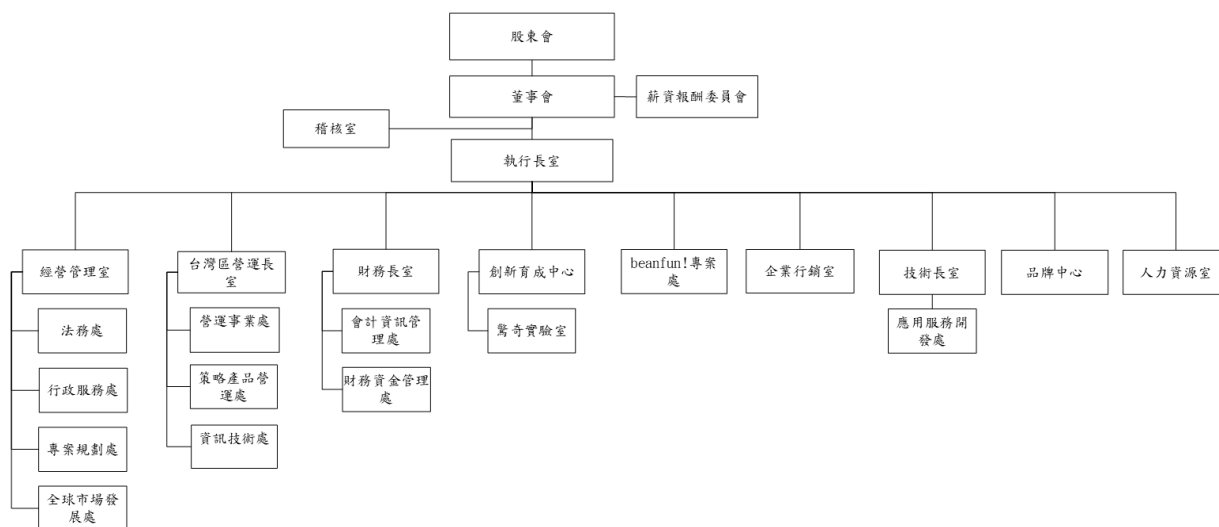 股東會
董事會
薪資報酬委員會
稽核室
執行長室
經營管理室
法務處
行政服務處
專案規劃處
全球市場發
展處
台灣區營運長
室
營運事業處
策略產品營
運處
資訊技術處
財務長室
會計資訊管
理處
財務資金管理
處
創新育成中心
驚奇實驗室
beanfun!專案
處
企業行銷室
技術長室
應用服務開
發處
品牌中心
人力資源室